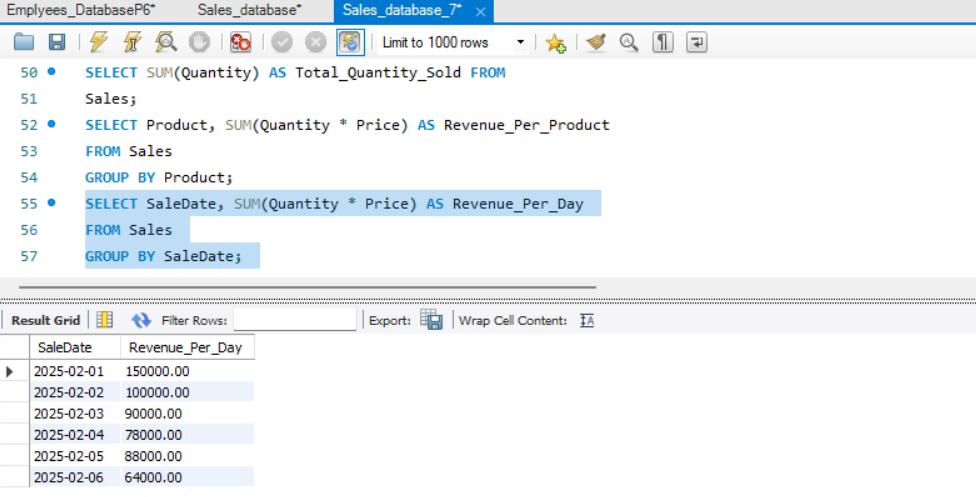 Emplyees_DatabaseP6* Sales_database* Sales_database_7* ×
Limit to 1000 rows
50 SELECT SUM(Quantity) AS Total_Quantity_Sold FROM
51 Sales;
52 SELECT Product, SUM(Quantity * Price) AS Revenue_Per_Product
53 FROM Sales
54 GROUP BY Product;
55 SELECT SaleDate, SUM(Quantity * Price) AS Revenue_Per_Day
56 FROM Sales
57 GROUP BY SaleDate;
Result Grid Filter Rows: Export: Wrap Cell Content:
SaleDate Revenue_Per_Day
2025-02-01 150000.00
2025-02-02 100000.00
2025-02-03 90000.00
2025-02-04 78000.00
2025-02-05 88000.00
2025-02-06 64000.00